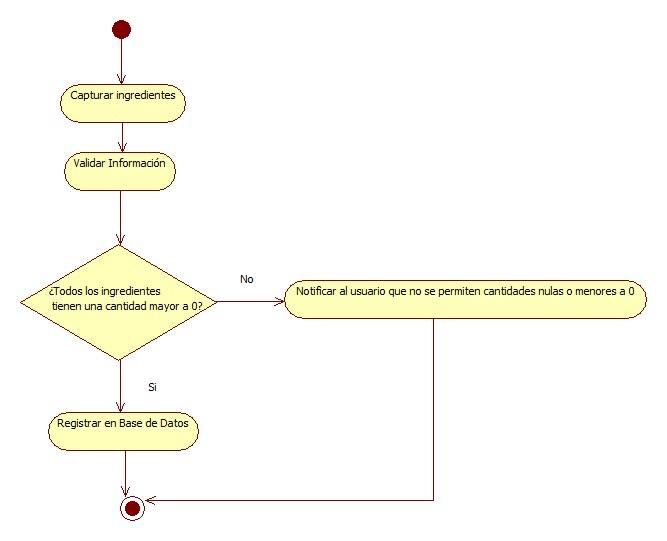 Capturar ingredientes
Validar Información
¿Todos los ingredientes
tienen una cantidad mayor a 0?
No
Notificar al usuario que no se permiten cantidades nulas o menores a 0
Si
Registrar en Base de Datos